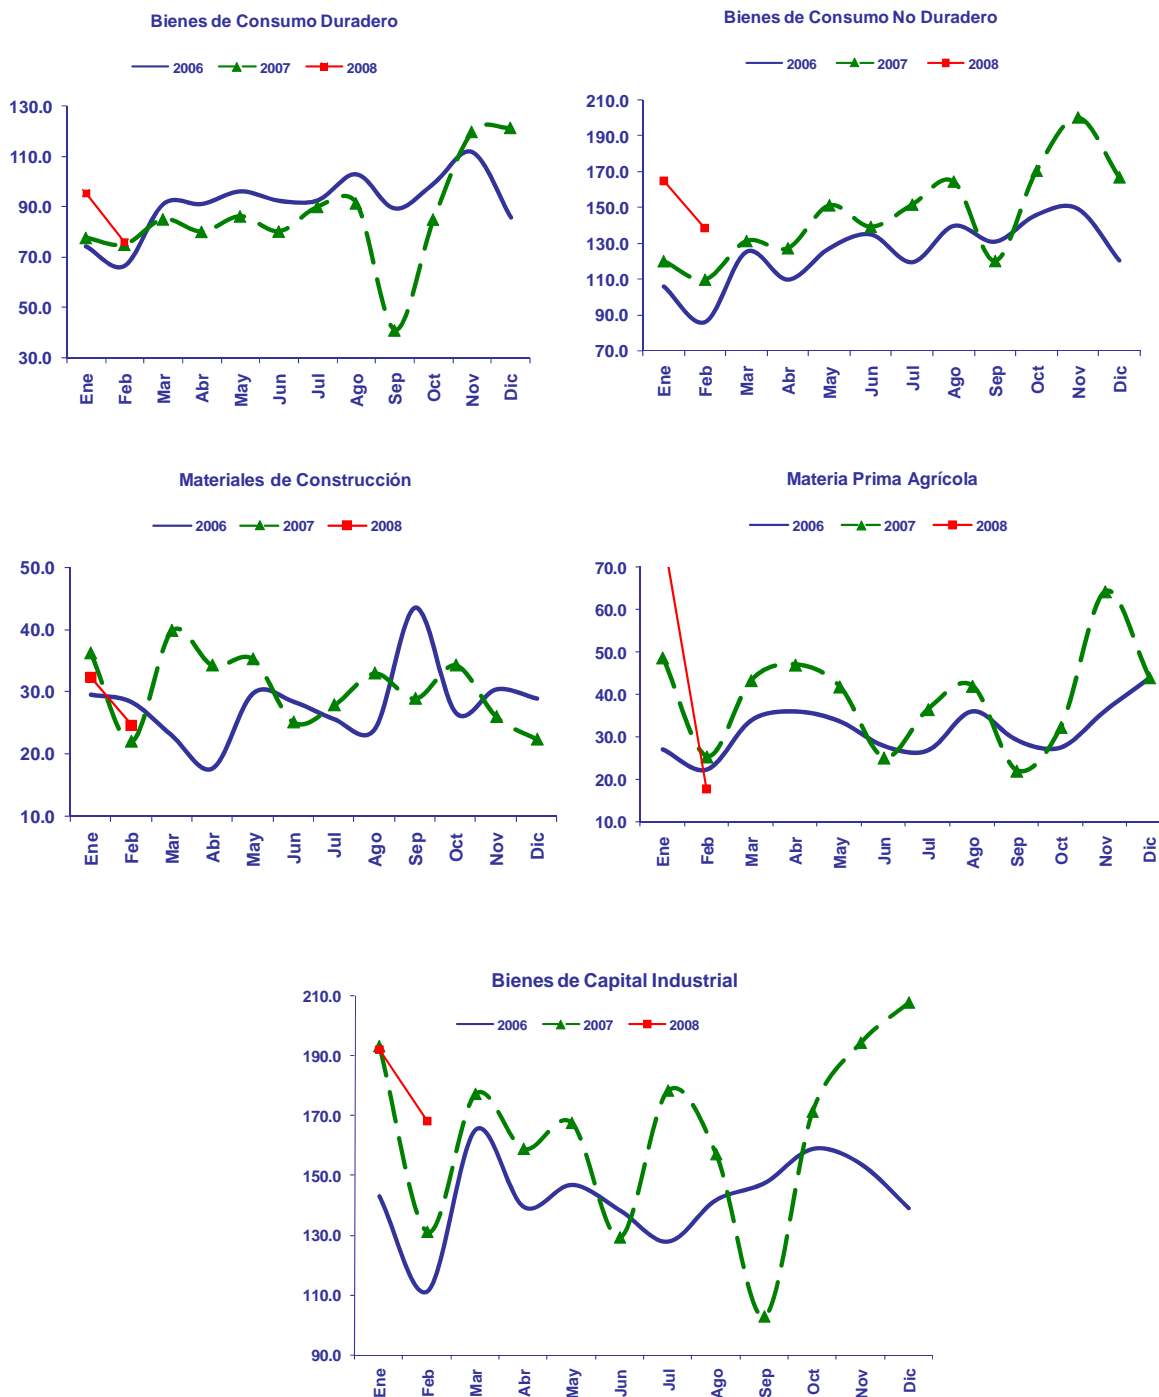 Bienes de Consumo Duradero
2006 2007 2008
130.0
110.0
90.0
70.0
50.0
30.0
Ene Feb Mar Abr May Jun Jul Ago Sep Oct Nov Dic
Bienes de Consumo No Duradero
2006 2007 2008
210.0
190.0
170.0
150.0
130.0
110.0
90.0
70.0
Ene Feb Mar Abr May Jun Jul Ago Sep Oct Nov Dic
Materiales de Construcción
2006 2007 2008
50.0
40.0
30.0
20.0
10.0
Ene Feb Mar Abr May Jun Jul Ago Sep Oct Nov Dic
Materia Prima Agrícola
2006 2007 2008
70.0
60.0
50.0
40.0
30.0
20.0
10.0
Ene Feb Mar Abr May Jun Jul Ago Sep Oct Nov Dic
Bienes de Capital Industrial
2006 2007 2008
210.0
190.0
170.0
150.0
130.0
110.0
90.0
Ene Feb Mar Abr May Jun Jul Ago Sep Oct Nov Dic